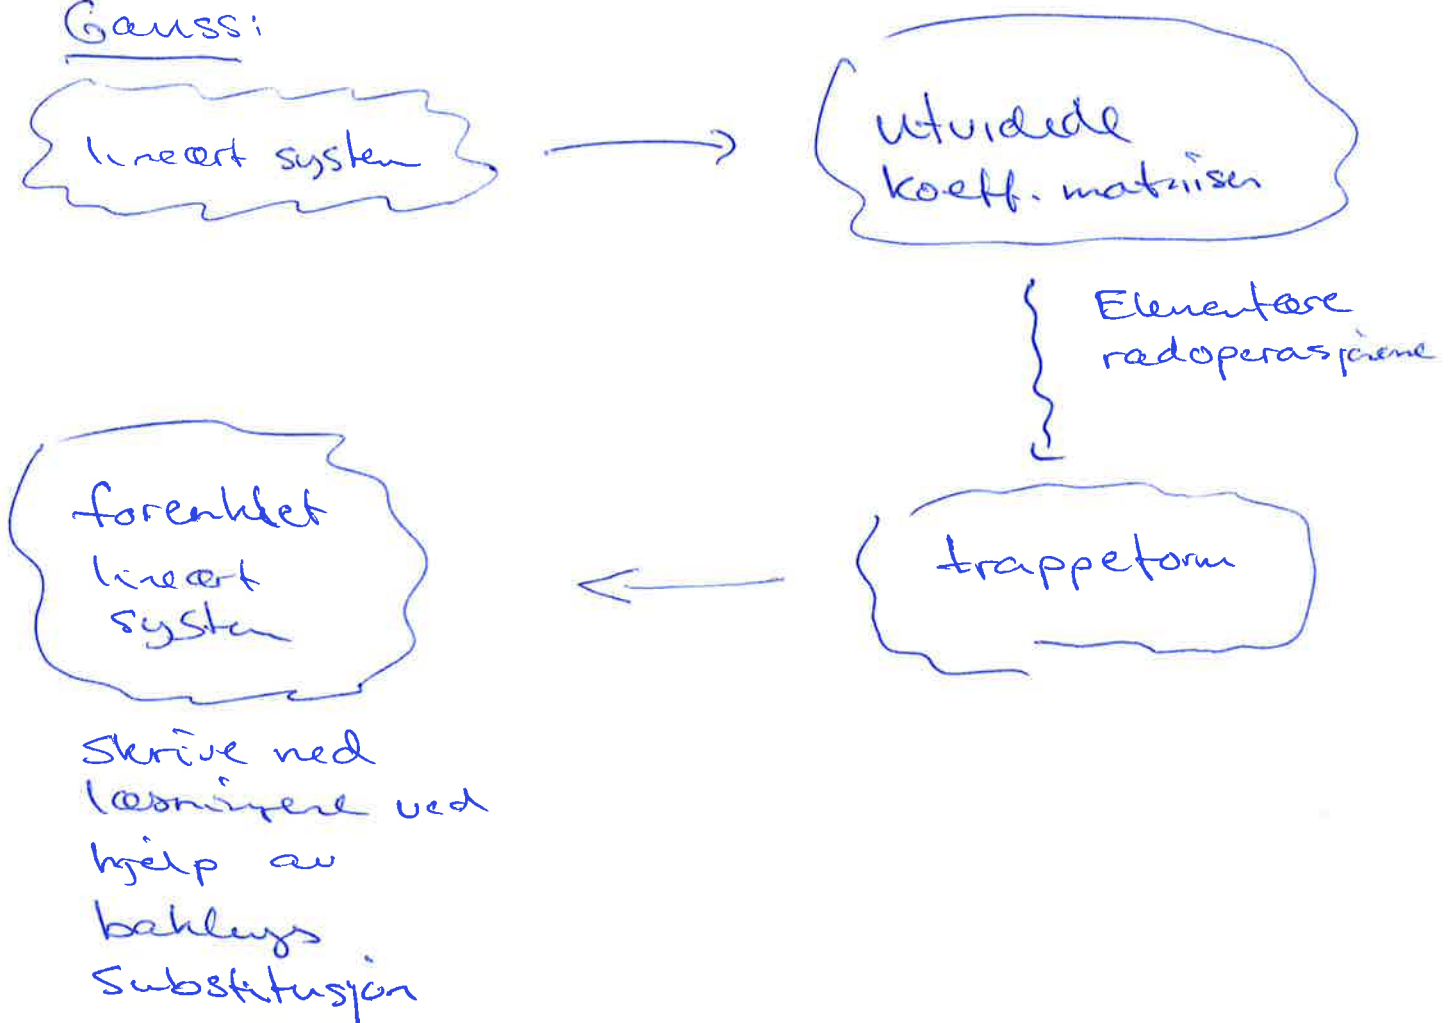 Gauss:
lineært system
utvidede
koeff. matrisen
Elementære
radoperasjonene
trappeform
forenklet
lineært
system
skrive ned
løsningene ved
hjelp av
baklengs
substitusjon